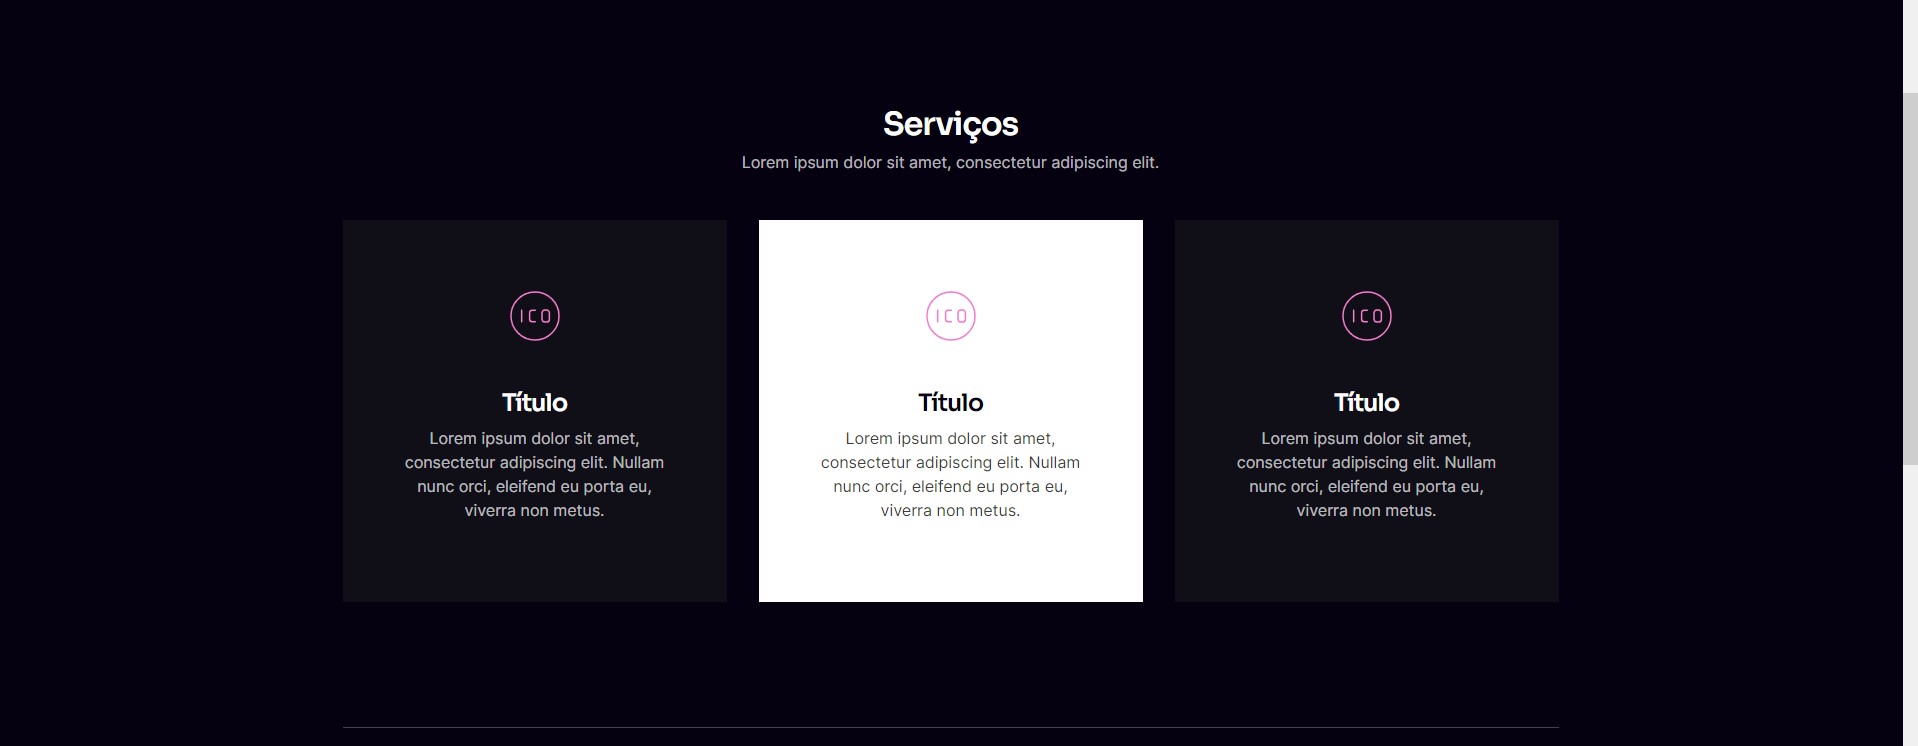 Serviços
Lorem ipsum dolor sit amet, consectetur adipiscing elit.
ICO
Título
Lorem ipsum dolor sit amet,
consectetur adipiscing elit. Nullam
nunc orci, eleifend eu porta eu,
viverra non metus.
ICO
Título
Lorem ipsum dolor sit amet,
consectetur adipiscing elit. Nullam
nunc orci, eleifend eu porta eu,
viverra non metus.
ICO
Título
Lorem ipsum dolor sit amet,
consectetur adipiscing elit. Nullam
nunc orci, eleifend eu porta eu,
viverra non metus.